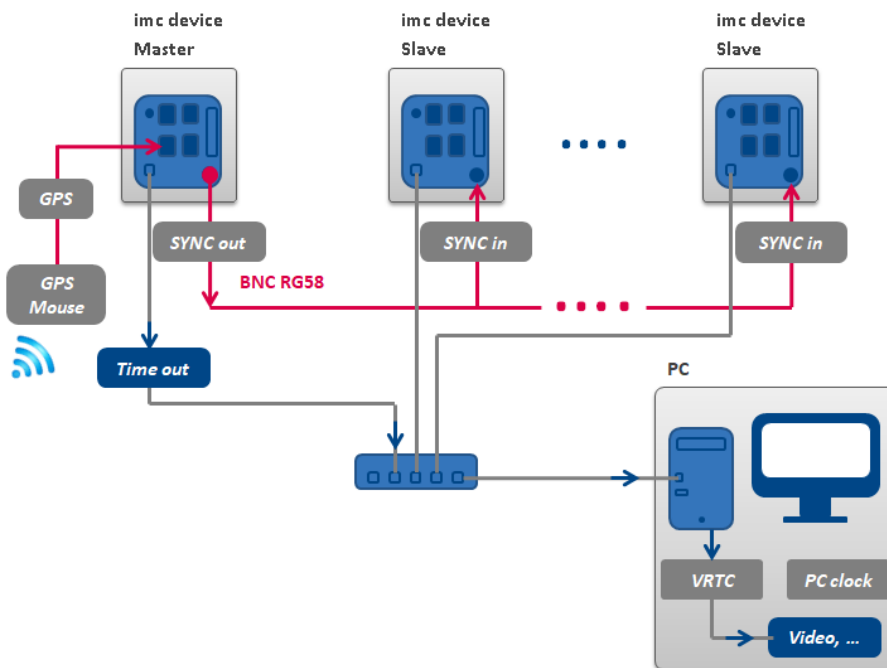 imc device
Master
imc device
Slave
imc device
Slave
GPS
SYNC out
SYNC in
SYNC in
GPS
Mouse
BNC RG58
Time out
PC
VRTC
PC clock
Video, ...